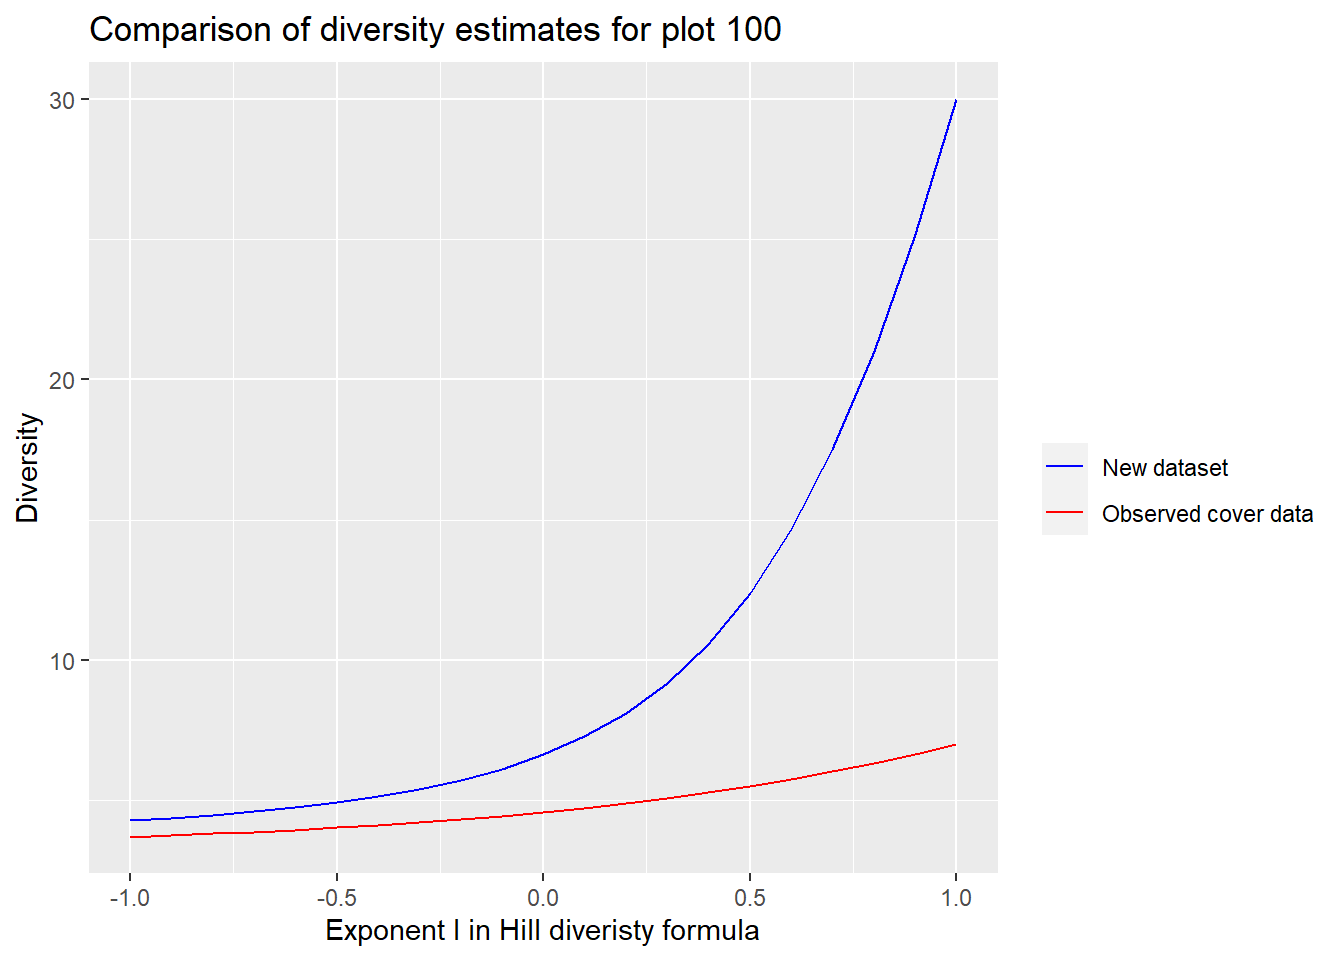 Comparison of diversity estimates for plot 100
30
20
10
Diversity
-1.0 -0.5 0.0 0.5 1.0
Exponent l in Hill diveristy formula
New dataset
Observed cover data